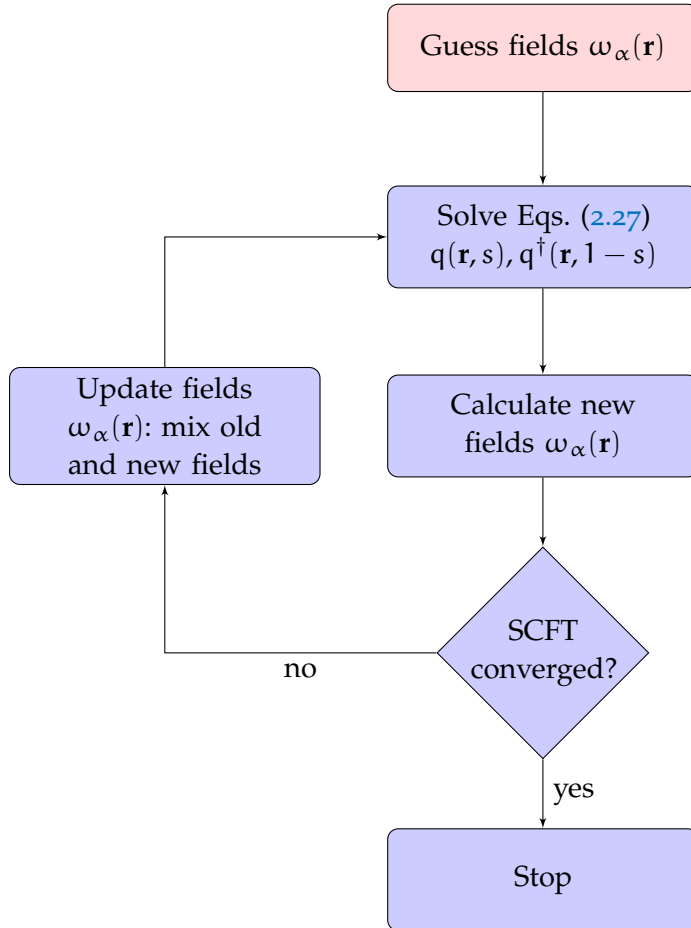 Guess fields ω_α(𝐫)
Solve Eqs. (2.27)
q(𝐫, s), q†(𝐫, 1 − s)
Update fields
ω_α(𝐫): mix old
and new fields
Calculate new
fields ω_α(𝐫)
SCFT
converged?
no
yes
Stop